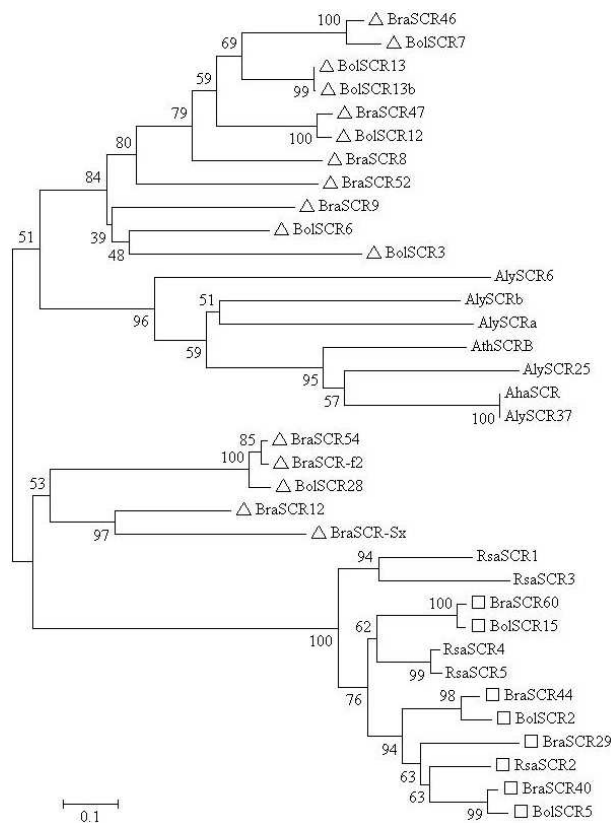 100
BraSCR46
BolSCR7
69
BolSCR13
99
BolSCR13b
59
BraSCR47
100
BolSCR12
79
BraSCR8
80
BraSCR52
84
BraSCR9
39
BolSCR6
48
BolSCR3
51
AlySCR6
96
51
AlySCRb
AlySCRa
59
AthSCRB
95
AlySCR25
57
AhaSCR
100
AlySCR37
85
BraSCR54
100
BraSCR-f2
BolSCR28
53
BraSCR12
97
BraSCR-Sx
94
RsaSCR1
RsaSCR3
100
100
BraSCR60
BolSCR15
62
RsaSCR4
99
RsaSCR5
76
98
BraSCR44
BolSCR2
94
BraSCR29
63
RsaSCR2
63
BraSCR40
99
BolSCR5
0.1